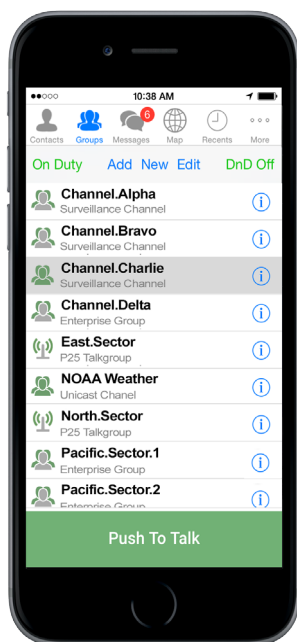 10:38 AM
6
Contacts Groups Messages Map Recents More
On Duty Add New Edit DnD Off
Channel.Alpha
Surveillance Channel
Channel.Bravo
Surveillance Channel
Channel.Charlie
Surveillance Channel
Channel.Delta
Enterprise Group
East.Sector
P25 Talkgroup
NOAA Weather
Unicast Chanel
North.Sector
P25 Talkgroup
Pacific.Sector.1
Enterprise Group
Pacific.Sector.2
Enterprise Group
Push To Talk